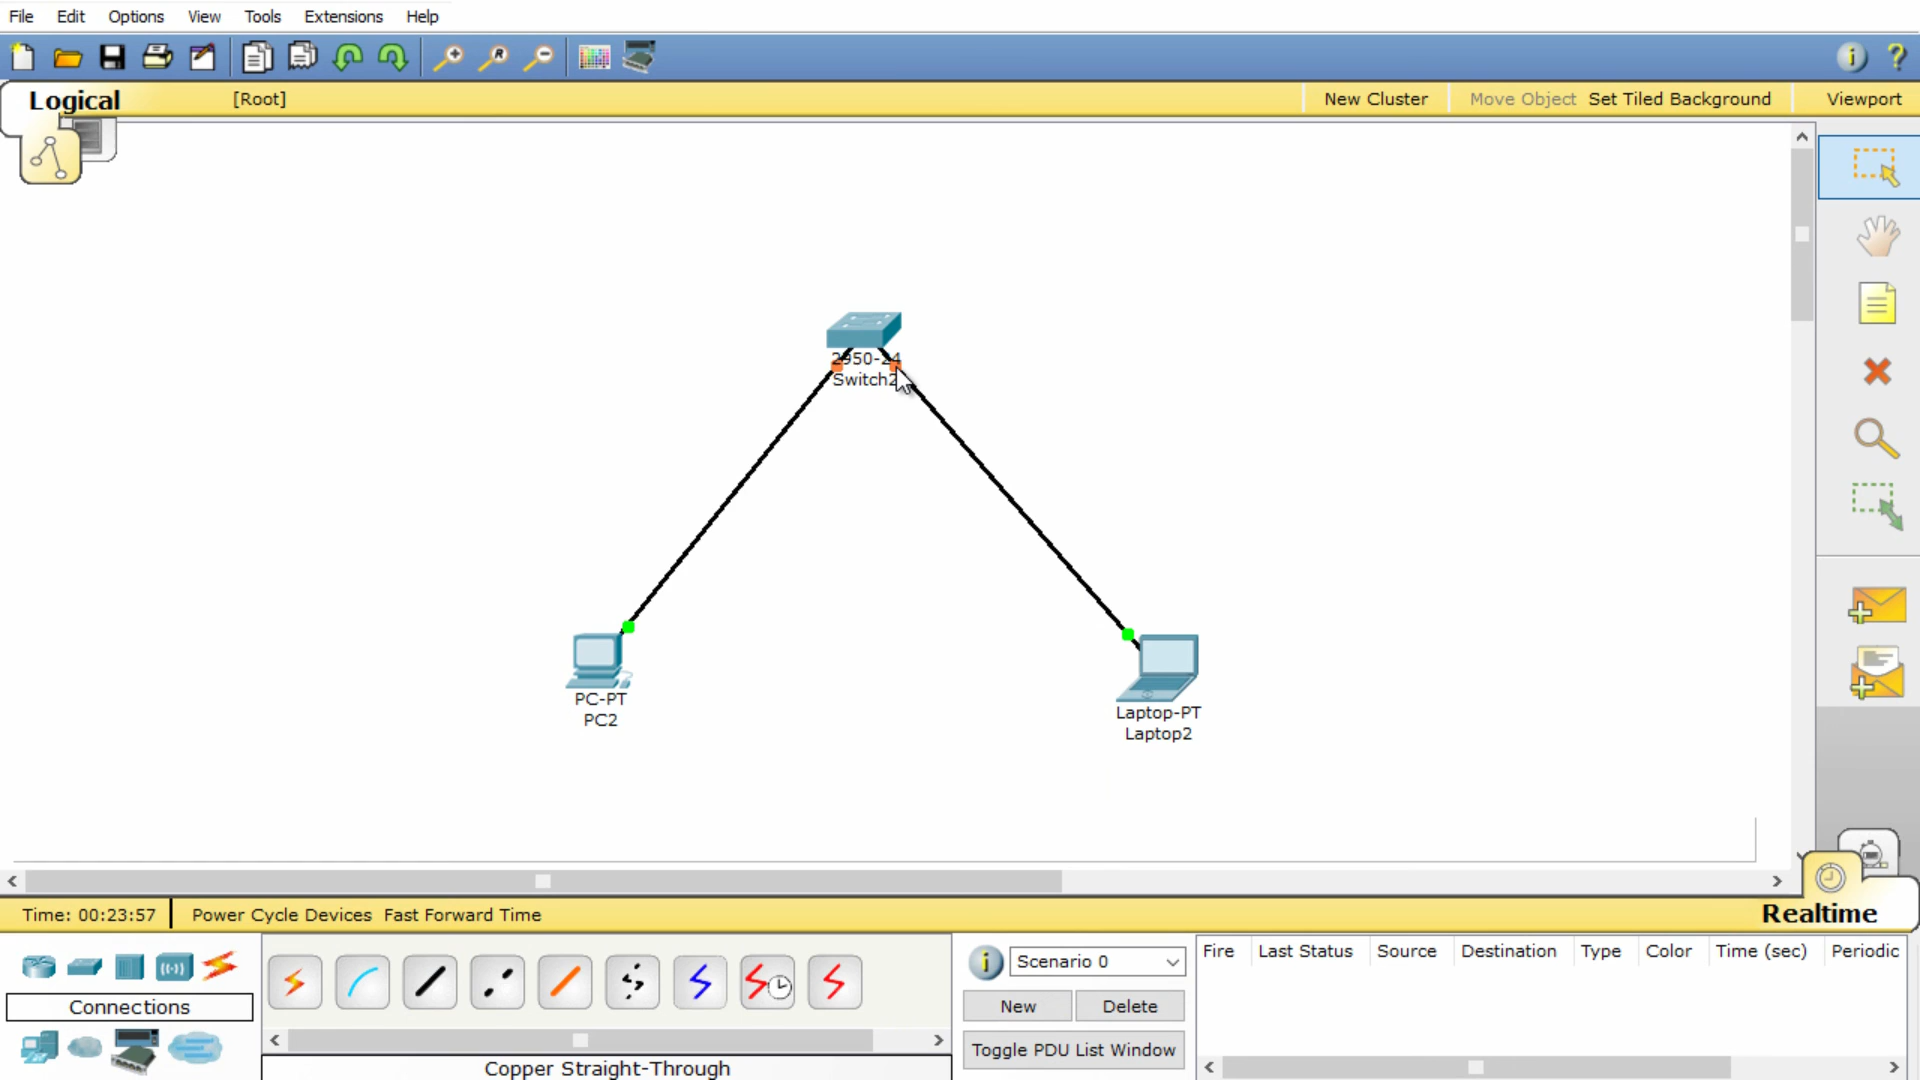 File Edit Options View Tools Extensions Help
Logical [Root] New Cluster Move Object Set Tiled Background Viewport
2950-24
Switch2
PC-PT
PC2
Laptop-PT
Laptop2
Time: 00:23:57 Power Cycle Devices Fast Forward Time Realtime
Fire Last Status Source Destination Type Color Time (sec) Periodic
Scenario 0
Connections
New Delete
Toggle PDU List Window
Copper Straight-Through